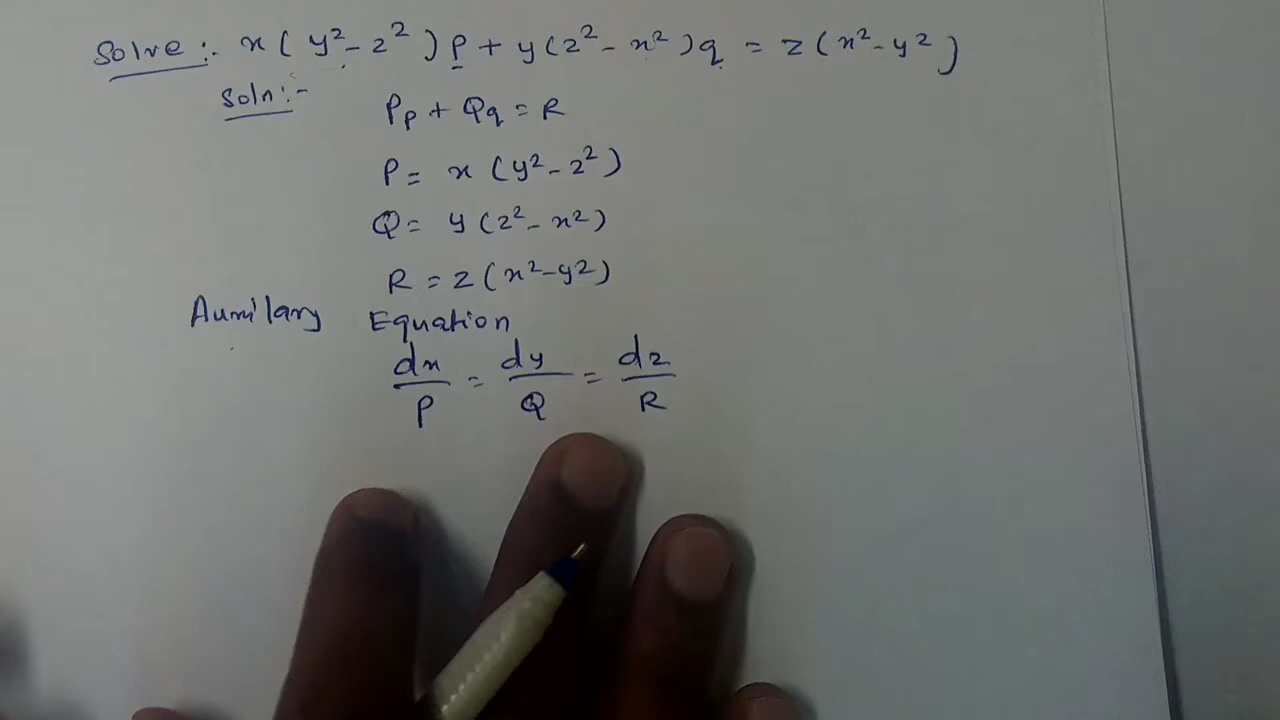 Solve :- x(y²-z²)p + y(z²-x²)q = z(x²-y²)
Soln :-
Pp + Qq = R
P = x(y²-z²)
Q = y(z²-x²)
R = z(x²-y²)
Auxilary Equation
dx/P = dy/Q = dz/R